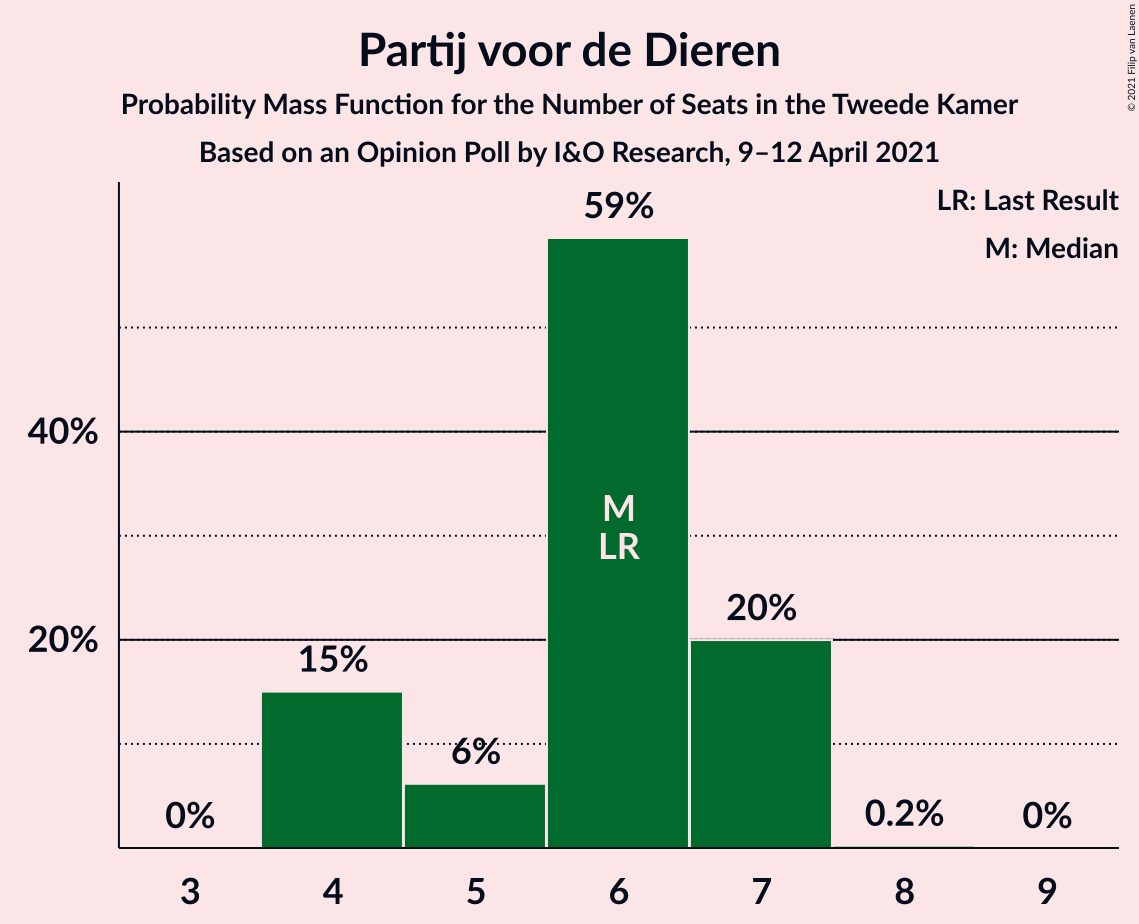 Partij voor de Dieren
Probability Mass Function for the Number of Seats in the Tweede Kamer
Based on an Opinion Poll by I&O Research, 9–12 April 2021
© 2021 Filip van Laenen
LR: Last Result
M: Median
59%
40%
M
LR
20%
20%
15%
6%
0%
0.2%
0%
3 4 5 6 7 8 9